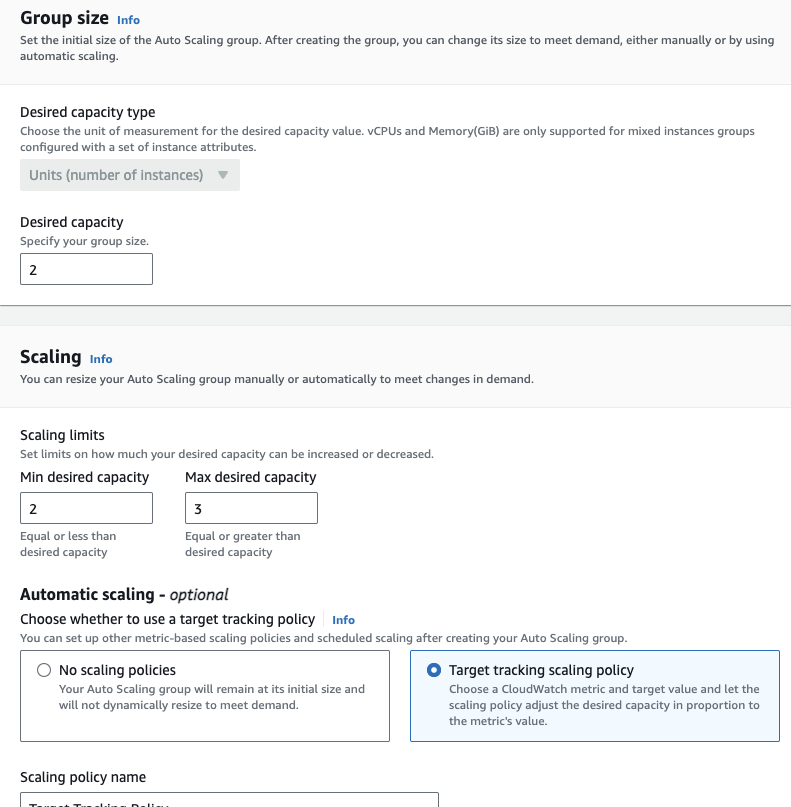 Group size Info
Set the initial size of the Auto Scaling group. After creating the group, you can change its size to meet demand, either manually or by using
automatic scaling.
Desired capacity type
Choose the unit of measurement for the desired capacity value. vCPUs and Memory(GiB) are only supported for mixed instances groups
configured with a set of instance attributes.
Units (number of instances)
Desired capacity
Specify your group size.
2
Scaling Info
You can resize your Auto Scaling group manually or automatically to meet changes in demand.
Scaling limits
Set limits on how much your desired capacity can be increased or decreased.
Min desired capacity
2
Equal or less than
desired capacity
Max desired capacity
3
Equal or greater than
desired capacity
Automatic scaling - optional
Choose whether to use a target tracking policy Info
You can set up other metric-based scaling policies and scheduled scaling after creating your Auto Scaling group.
No scaling policies
Your Auto Scaling group will remain at its initial size and
will not dynamically resize to meet demand.
Target tracking scaling policy
Choose a CloudWatch metric and target value and let the
scaling policy adjust the desired capacity in proportion to
the metric's value.
Scaling policy name
Target Tracking Policy